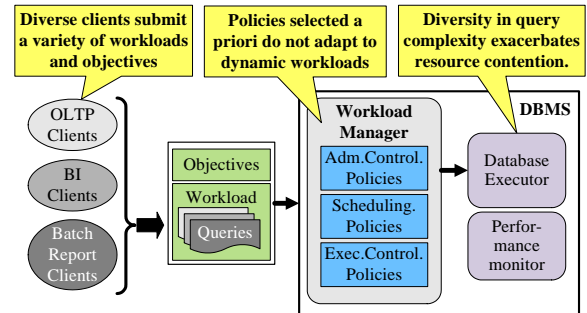 Diverse clients submit
a variety of workloads
and objectives
Policies selected a
priori do not adapt to
dynamic workloads
Diversity in query
complexity exacerbates
resource contention.
OLTP
Clients
BI
Clients
Batch
Report
Clients
Objectives
Workload
Queries
Workload
Manager
Adm.Control.
Policies
Scheduling.
Policies
Exec.Control.
Policies
DBMS
Database
Executor
Perfor-
mance
monitor